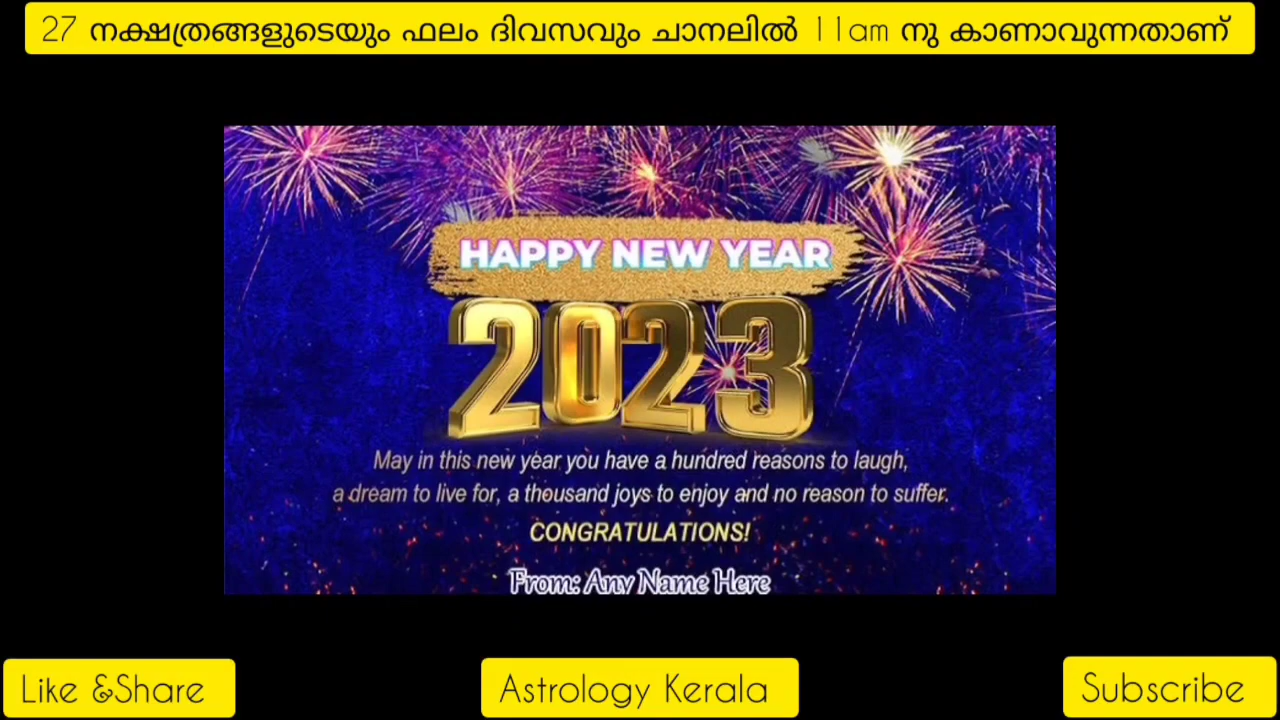 27 നക്ഷത്രങ്ങളുടെയും ഫലം ദിവസവും ചാനലിൽ 11am നു കാണാവുന്നതാണ്
HAPPY NEW YEAR
2023
May in this new year you have a hundred reasons to laugh,
a dream to live for, a thousand joys to enjoy and no reason to suffer.
CONGRATULATIONS!
From: Any Name Here
Like &Share
Astrology Kerala
Subscribe